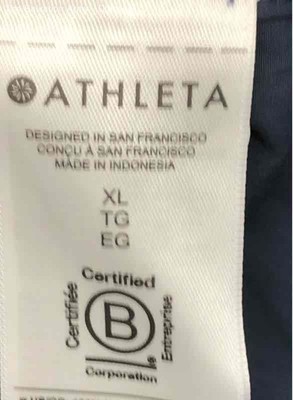 ATHLETA
DESIGNED IN SAN FRANCISCO
CONÇU À SAN FRANCISCO
MADE IN INDONESIA
XL
TG
EG
Certified
Certifiée
B
Entreprise
®
Corporation